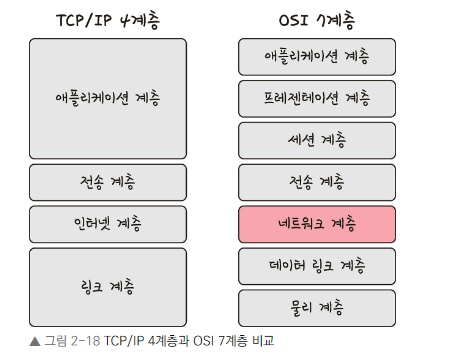 TCP/IP 4계층
OSI 7계층
애플리케이션 계층
전송 계층
인터넷 계층
링크 계층
애플리케이션 계층
프레젠테이션 계층
세션 계층
전송 계층
네트워크 계층
데이터 링크 계층
물리 계층
▲ 그림 2-18 TCP/IP 4계층과 OSI 7계층 비교